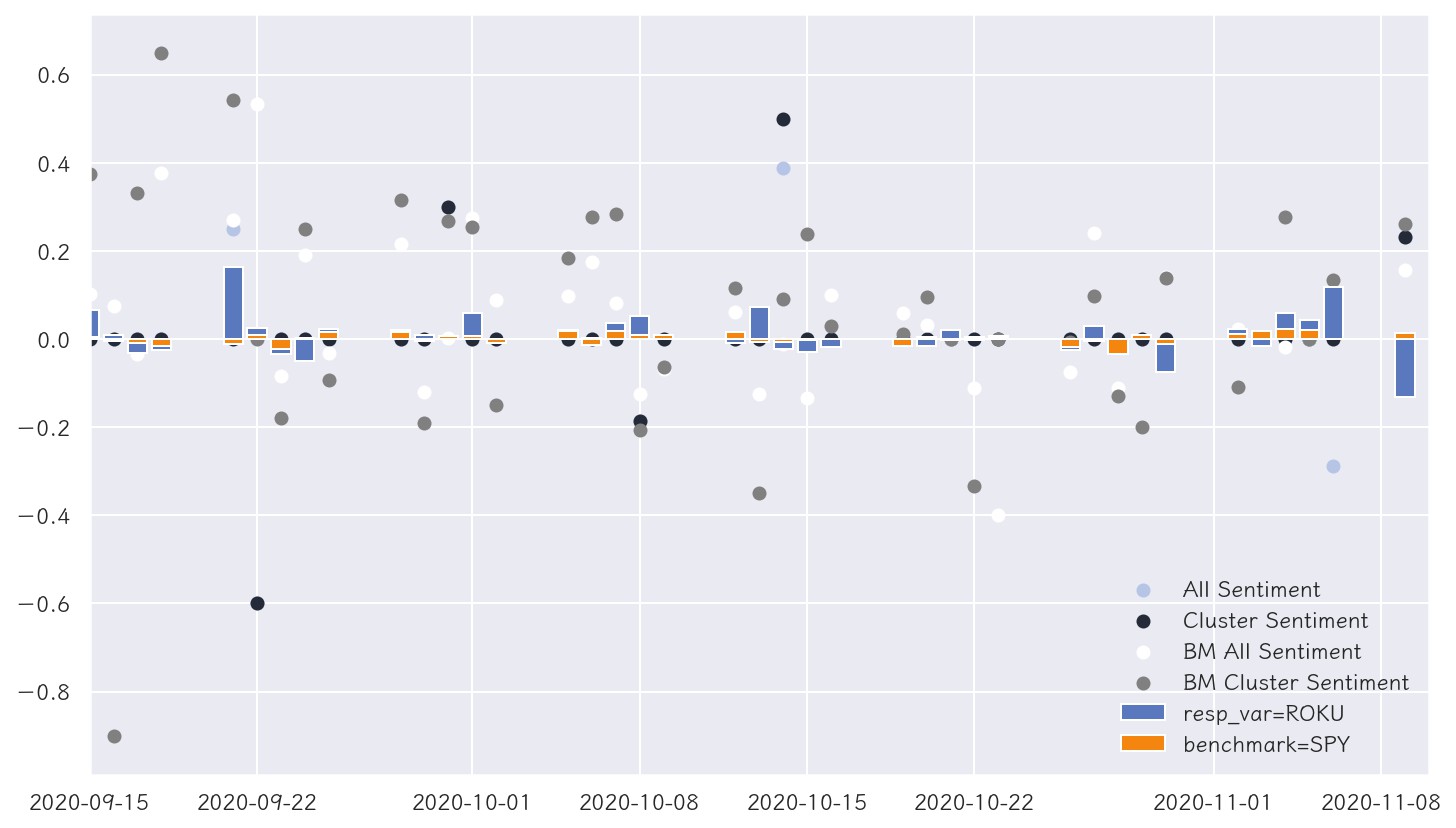 0.6
0.4
0.2
0.0
−0.2
−0.4
−0.6
−0.8
All Sentiment
Cluster Sentiment
BM All Sentiment
BM Cluster Sentiment
resp_var=ROKU
benchmark=SPY
2020-09-15 2020-09-22 2020-10-01 2020-10-08 2020-10-15 2020-10-22 2020-11-01 2020-11-08